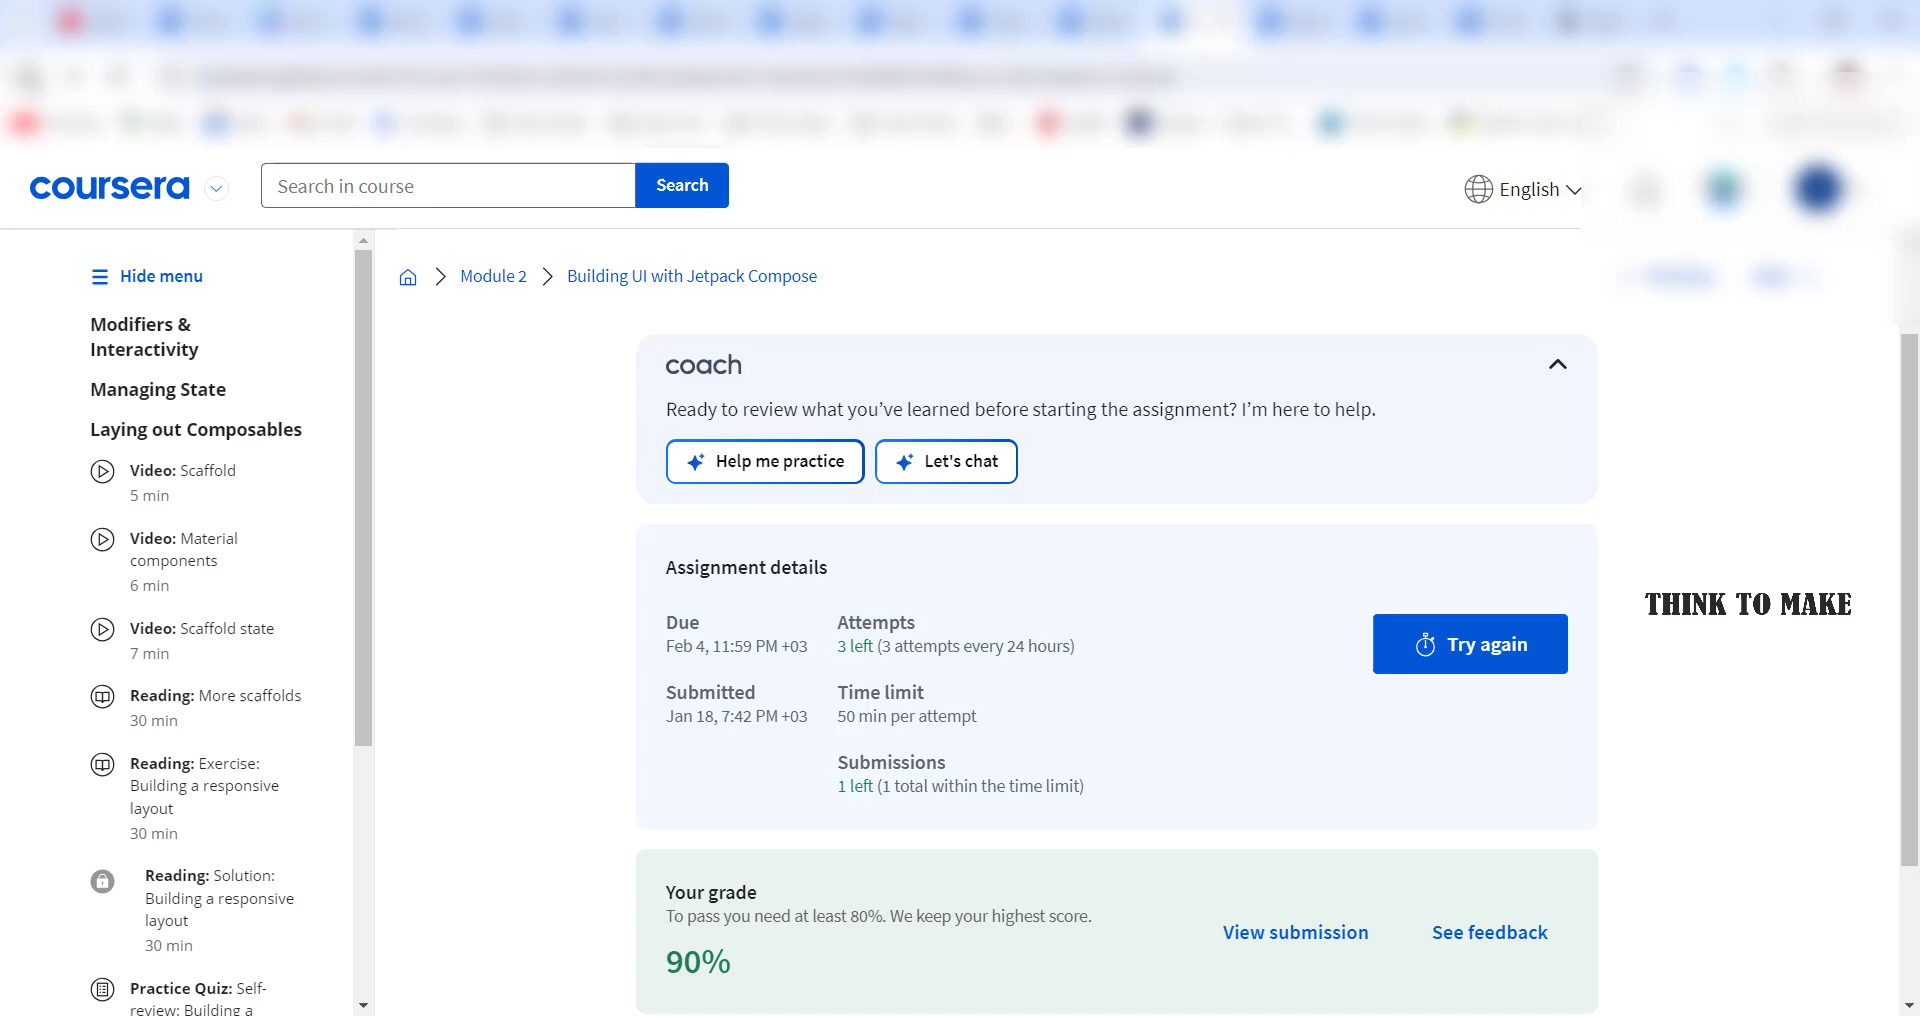 coursera
Search in course
Search
English
Hide menu
Modifiers &
Interactivity
Managing State
Laying out Composables
Video: Scaffold
5 min
Video: Material
components
6 min
Video: Scaffold state
7 min
Reading: More scaffolds
30 min
Reading: Exercise:
Building a responsive
layout
30 min
Reading: Solution:
Building a responsive
layout
30 min
Practice Quiz: Self-
review: Building a
Module 2
Building UI with Jetpack Compose
coach
Ready to review what you’ve learned before starting the assignment? I’m here to help.
Help me practice
Let's chat
Assignment details
Due
Feb 4, 11:59 PM +03
Attempts
3 left (3 attempts every 24 hours)
Submitted
Jan 18, 7:42 PM +03
Time limit
50 min per attempt
Submissions
1 left (1 total within the time limit)
Try again
THINK TO MAKE
Your grade
To pass you need at least 80%. We keep your highest score.
90%
View submission
See feedback